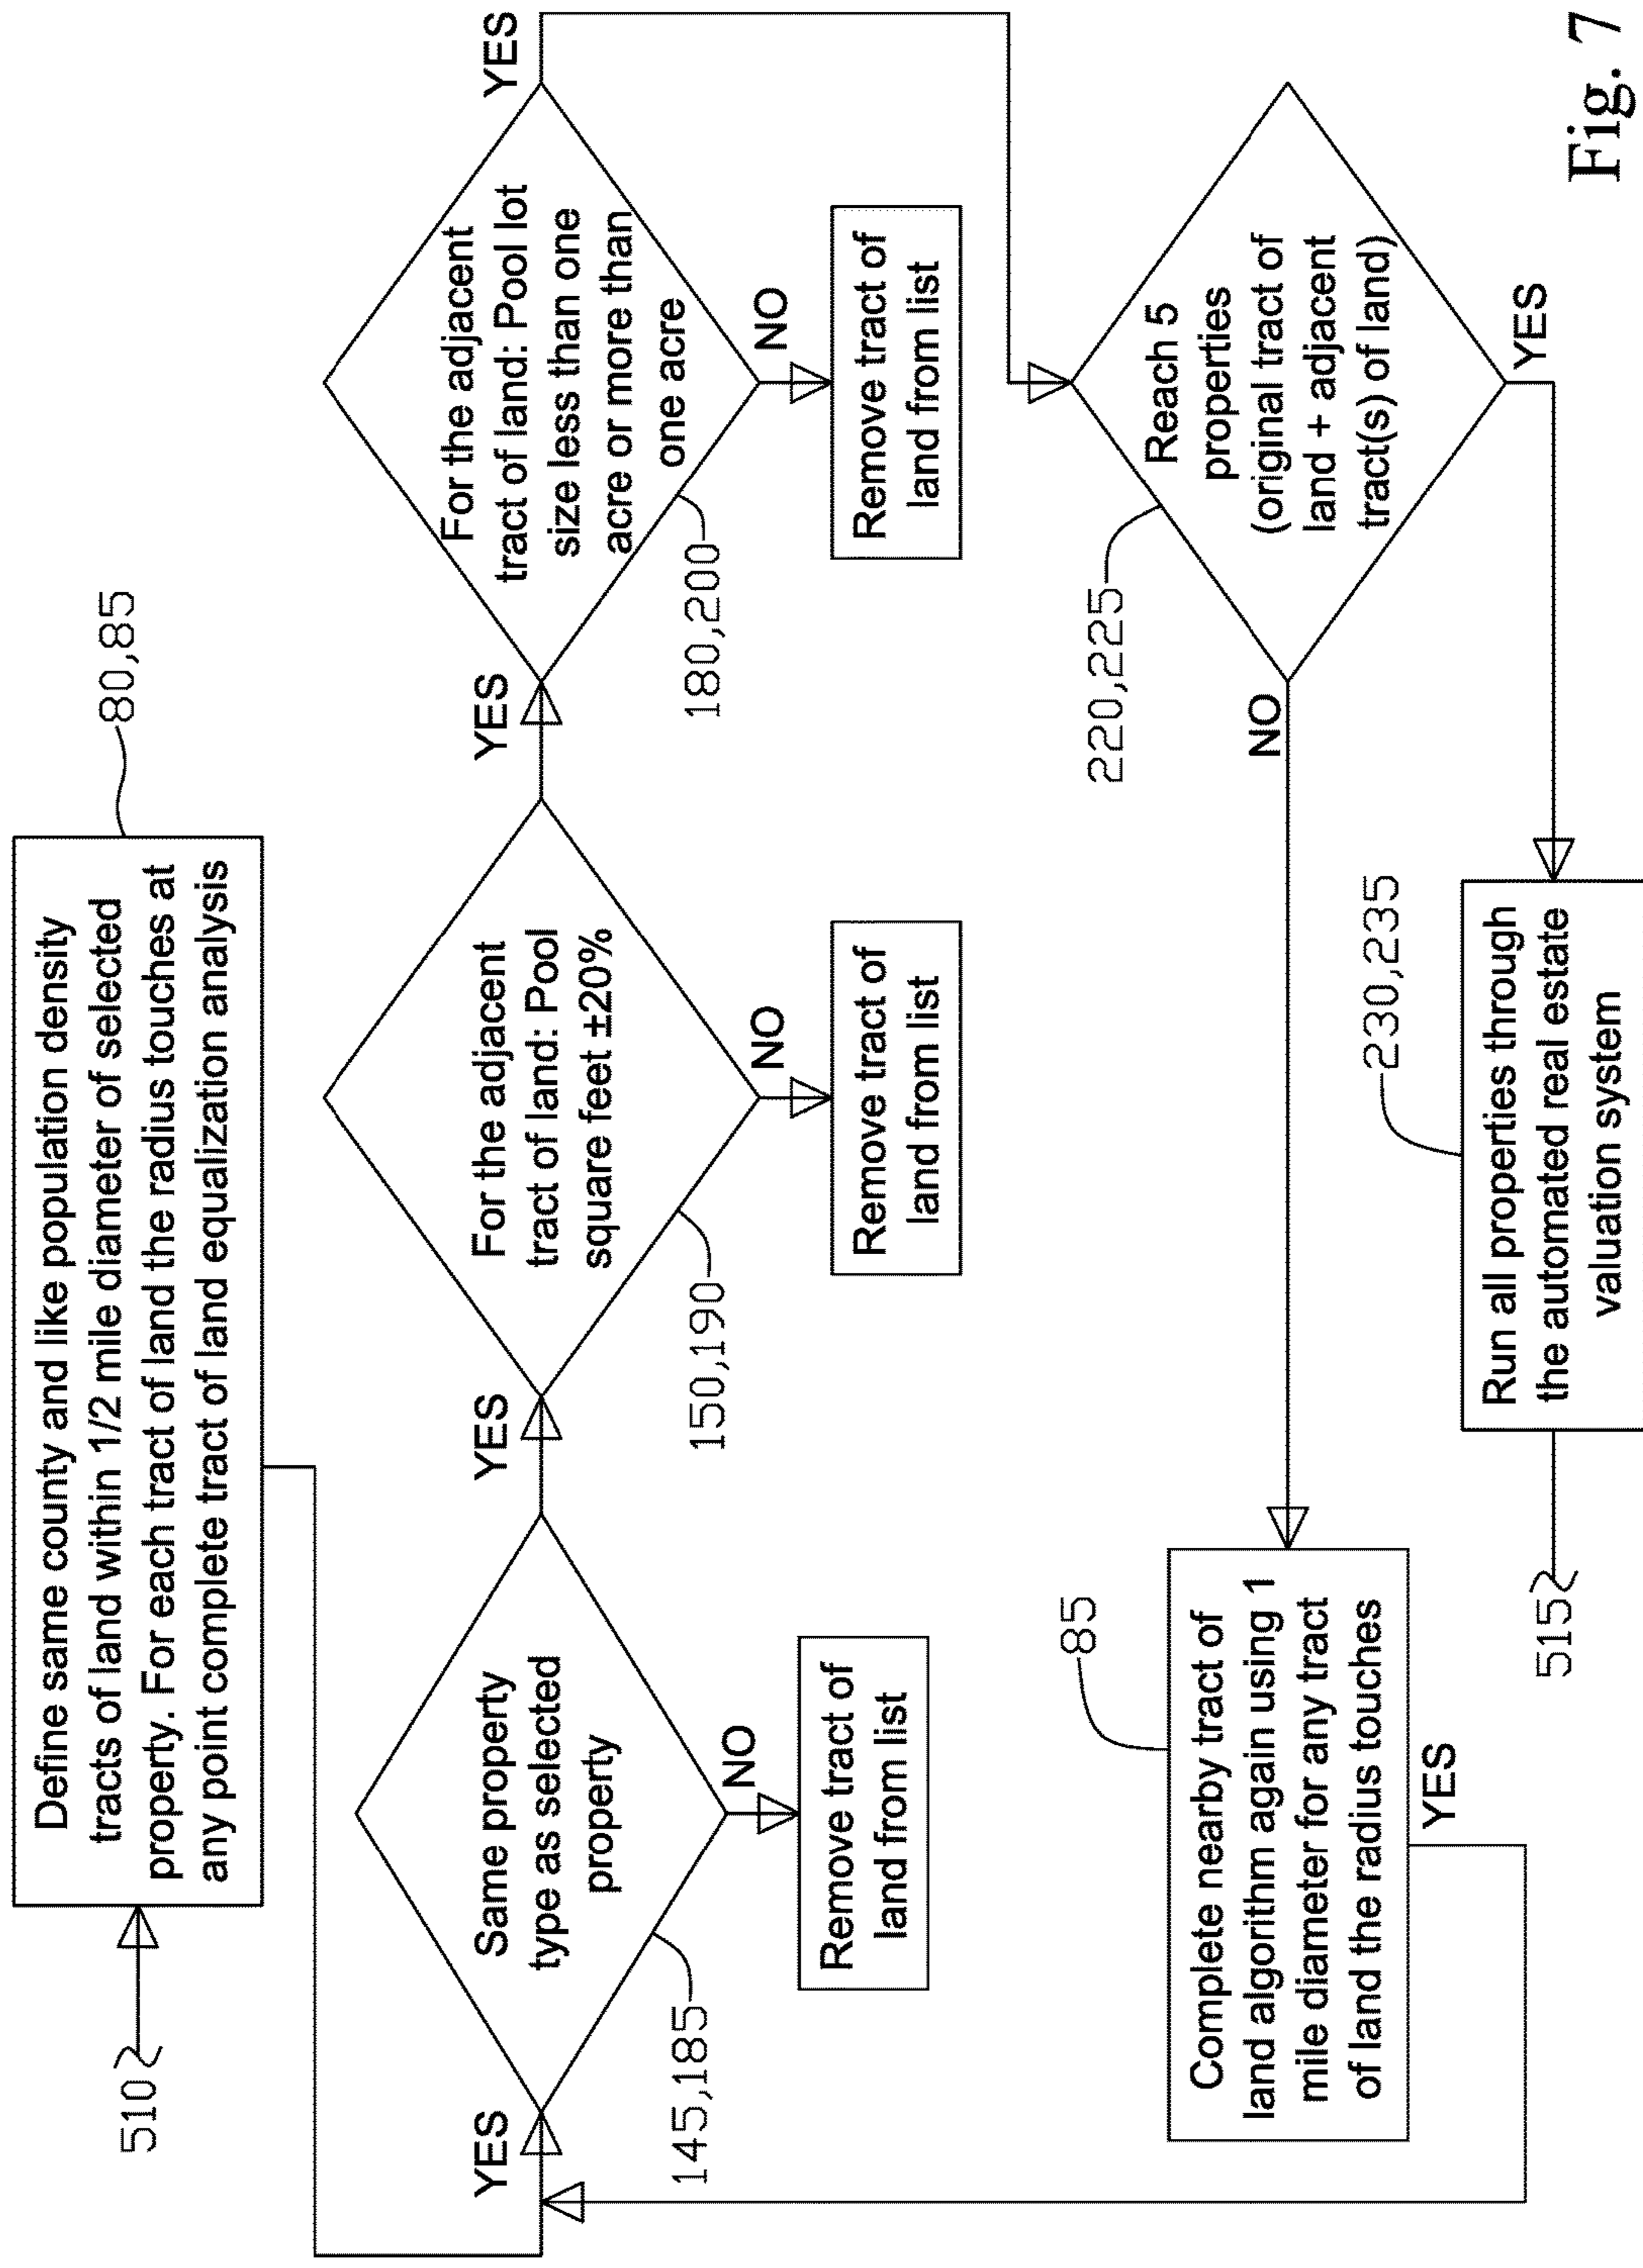 510
Define same county and like population density
tracts of land within 1/2 mile diameter of selected
property. For each tract of land the radius touches at
any point complete tract of land equalization analysis
80,85
YES
Same property
type as selected
property
145,185
NO
Remove tract of
land from list
YES
For the adjacent
tract of land: Pool
square feet ±20%
150,190
NO
Remove tract of
land from list
YES
For the adjacent
tract of land: Pool lot
size less than one
acre or more than
one acre
180,200
NO
Remove tract of
land from list
YES
Reach 5
properties
(original tract of
land + adjacent
tract(s) of land)
220,225
NO
YES
Complete nearby tract of
land algorithm again using 1
mile diameter for any tract
of land the radius touches
85
YES
Run all properties through
the automated real estate
valuation system
230,235
515
Fig. 7